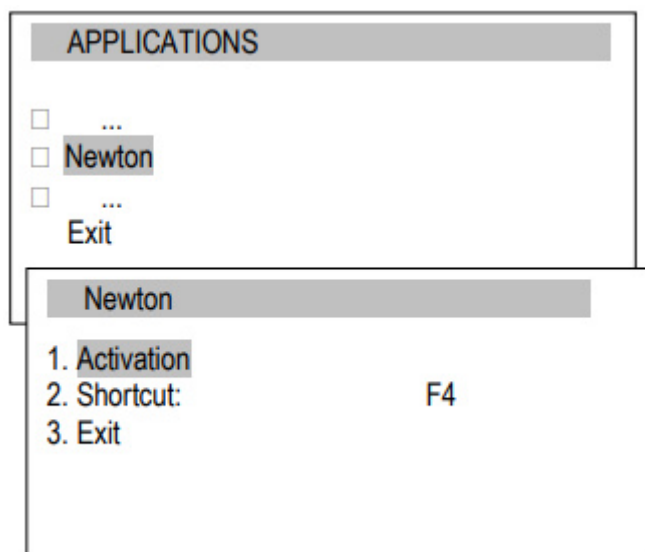 APPLICATIONS
...
Newton
...
Exit
Newton
1. Activation
2. Shortcut: F4
3. Exit